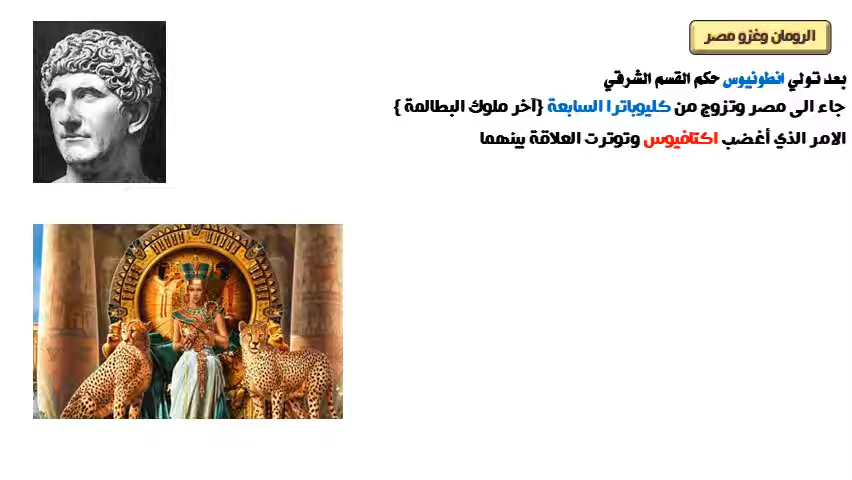 الرومان وغزو مصر
بعد تولي انطونيوس حكم القسم الشرقي
جاء الى مصر وتزوج من كليوباترا السابعة {آخر ملوك البطالمة }
الامر الذي أغضب اكتافيوس وتوترت العلاقة بينهما